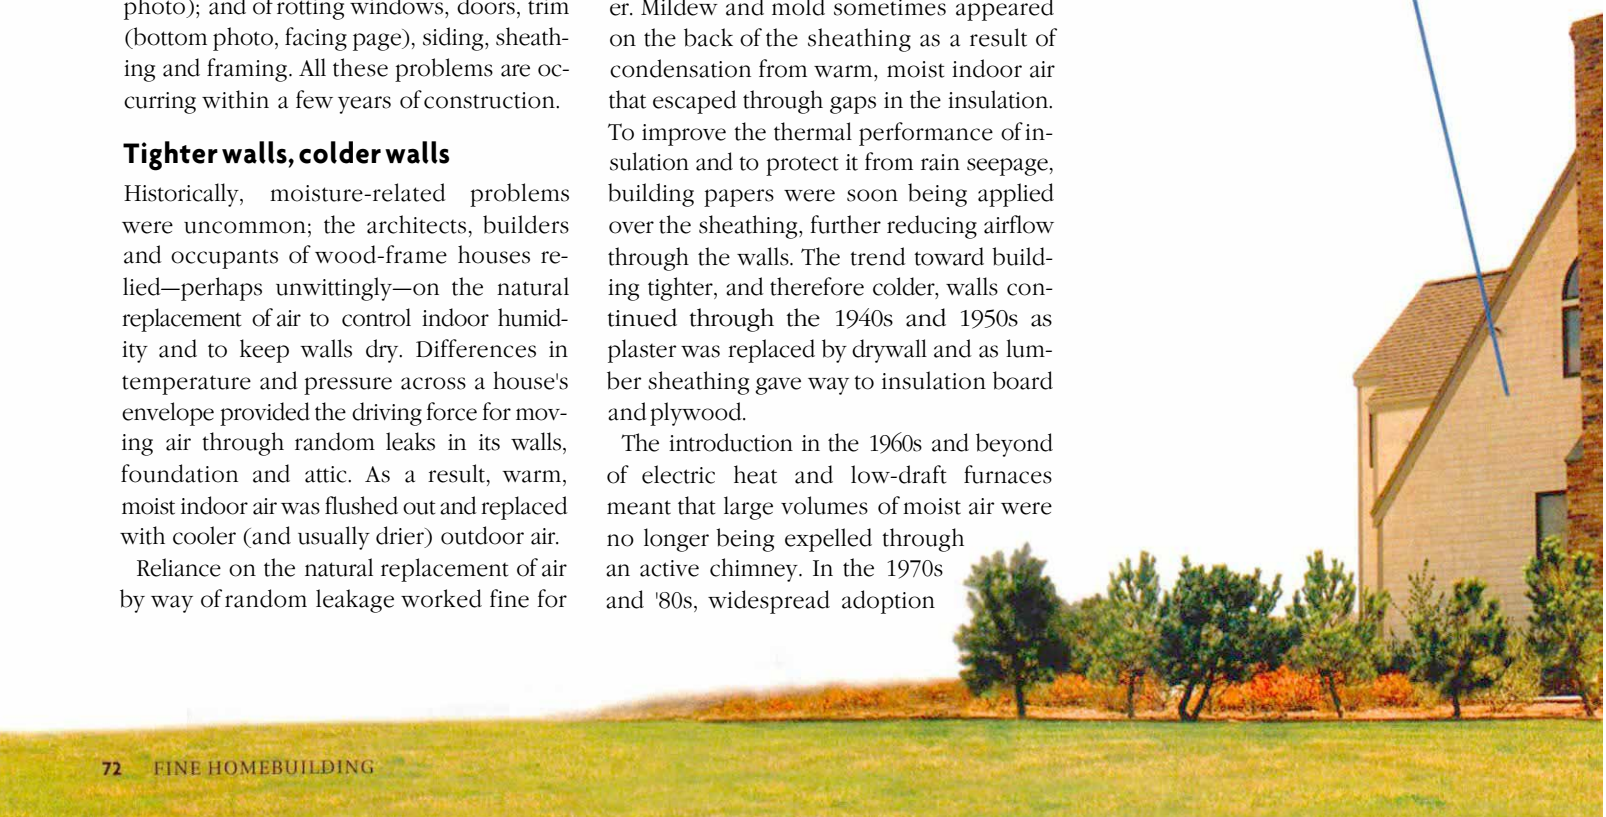 photo); and of rotting windows, doors, trim
(bottom photo, facing page), siding, sheath-
ing and framing. All these problems are oc-
curring within a few years of construction.
Tighter walls, colder walls
Historically, moisture-related problems
were uncommon; the architects, builders
and occupants of wood-frame houses re-
lied—perhaps unwittingly—on the natural
replacement of air to control indoor humid-
ity and to keep walls dry. Differences in
temperature and pressure across a house's
envelope provided the driving force for mov-
ing air through random leaks in its walls,
foundation and attic. As a result, warm,
moist indoor air was flushed out and replaced
with cooler (and usually drier) outdoor air.
Reliance on the natural replacement of air
by way of random leakage worked fine for
er. Mildew and mold sometimes appeared
on the back of the sheathing as a result of
condensation from warm, moist indoor air
that escaped through gaps in the insulation.
To improve the thermal performance of in-
sulation and to protect it from rain seepage,
building papers were soon being applied
over the sheathing, further reducing airflow
through the walls. The trend toward build-
ing tighter, and therefore colder, walls con-
tinued through the 1940s and 1950s as
plaster was replaced by drywall and as lum-
ber sheathing gave way to insulation board
and plywood.
The introduction in the 1960s and beyond
of electric heat and low-draft furnaces
meant that large volumes of moist air were
no longer being expelled through
an active chimney. In the 1970s
and '80s, widespread adoption
72 FINE HOMEBUILDING